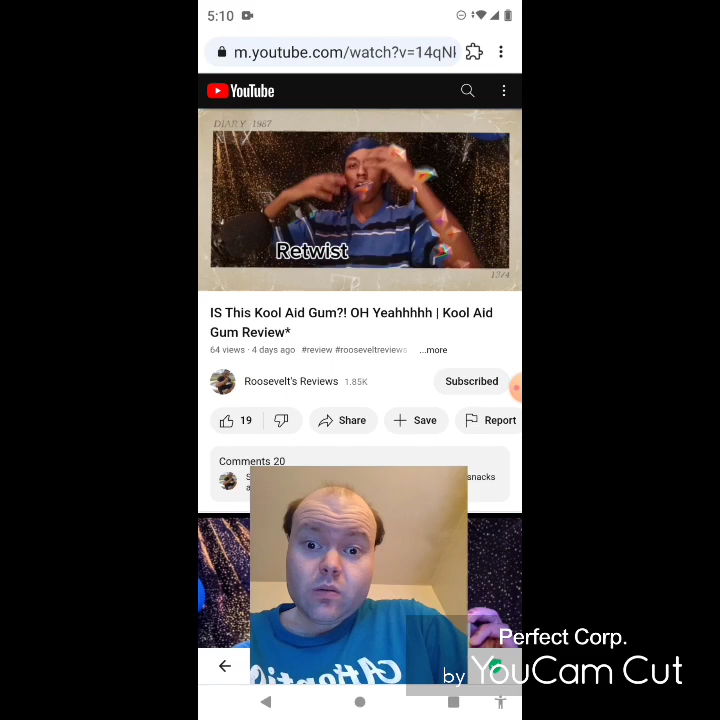 5:10
m.youtube.com/watch?v=14qN
YouTube
DIARY 1967
Retwist
IS This Kool Aid Gum?! OH Yeahhhhh | Kool Aid
Gum Review*
64 views · 4 days ago #review #rooseveltreviews ...more
Roosevelt's Reviews 1.85K Subscribed
19 Share Save Report
Comments 20
snacks
Perfect Corp.
by YouCam Cut